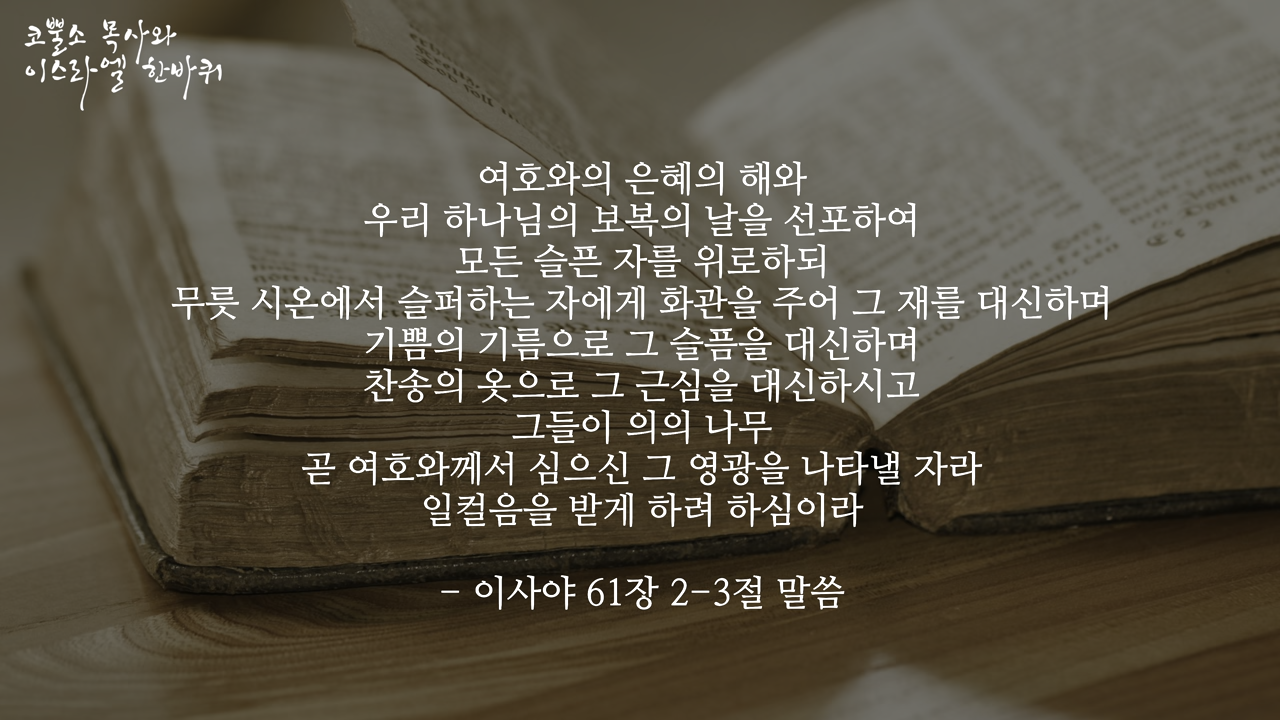 코뿔소 목사와
이스라엘 한바퀴
여호와의 은혜의 해와
우리 하나님의 보복의 날을 선포하여
모든 슬픈 자를 위로하되
무릇 시온에서 슬퍼하는 자에게 화관을 주어 그 재를 대신하며
기쁨의 기름으로 그 슬픔을 대신하며
찬송의 옷으로 그 근심을 대신하시고
그들이 의의 나무
곧 여호와께서 심으신 그 영광을 나타낼 자라
일컬음을 받게 하려 하심이라
- 이사야 61장 2-3절 말씀